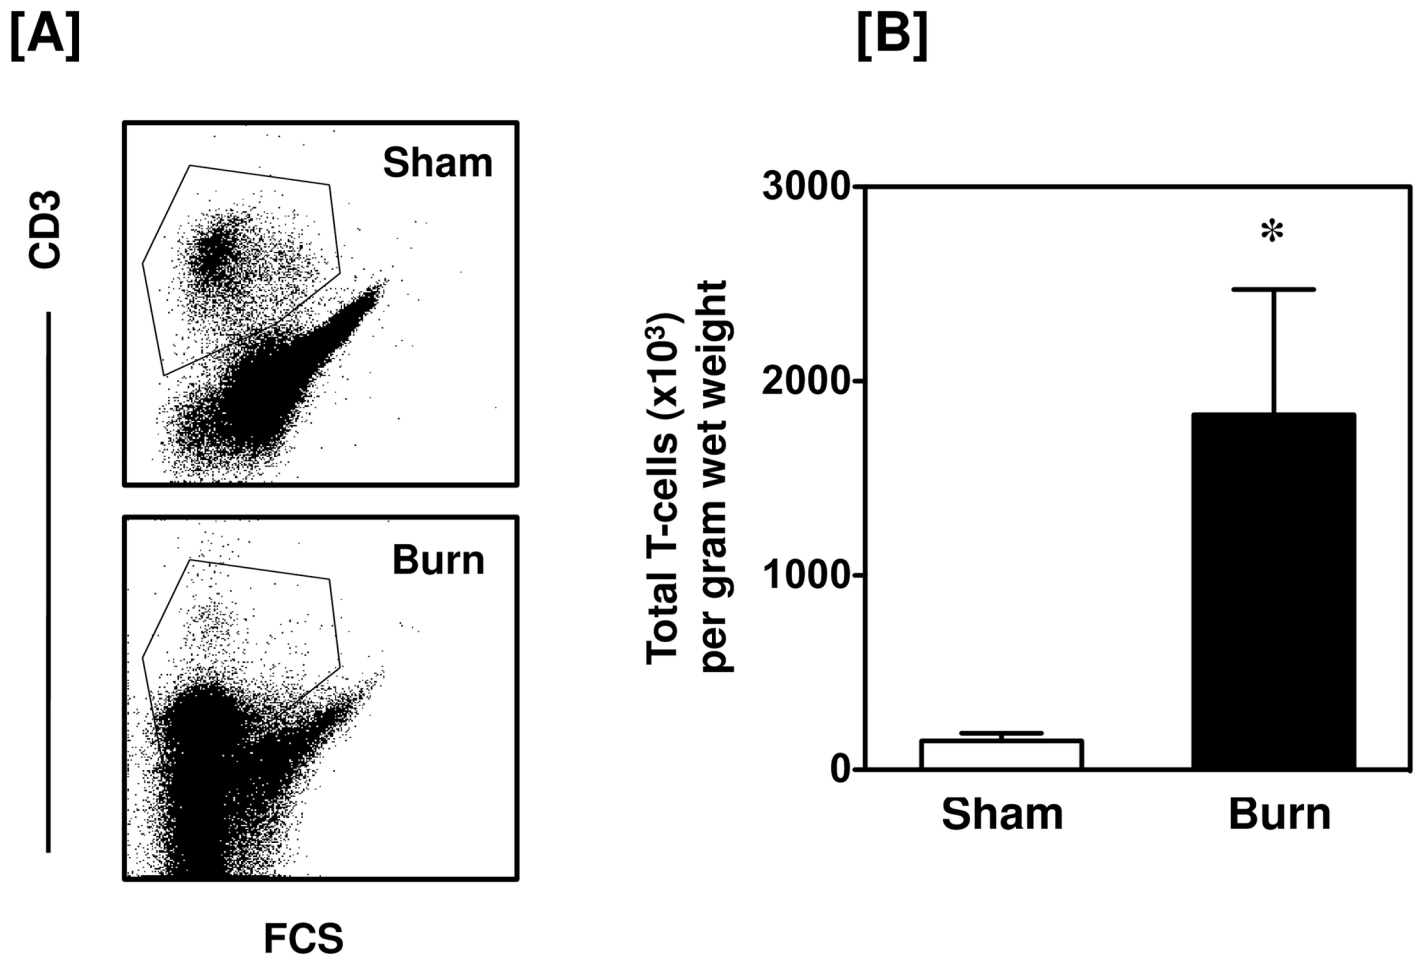 [A]
[B]
Sham
CD3
Burn
FCS
3000
2000
1000
0
Total T-cells (x10³)
per gram wet weight
*
Sham
Burn